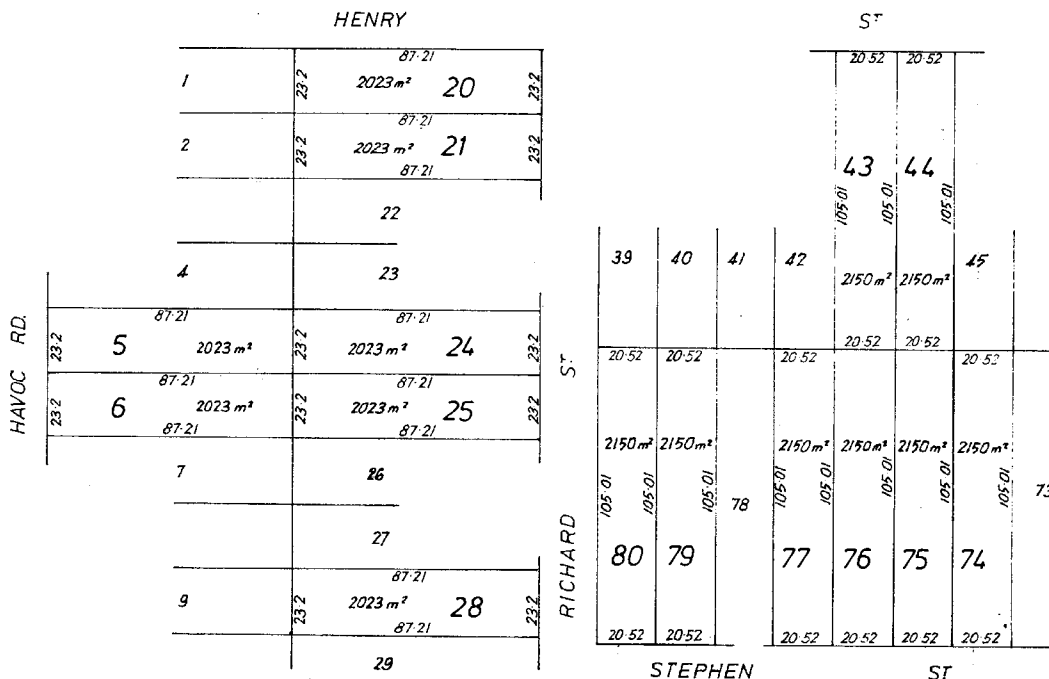 HENRY ST
87·21 20·52 20·52
1 23·2 2023 m² 20 23·2
87·21
2 23·2 2023 m² 21 23·2
87·21
43 44
105·01 105·01 105·01
22
39 40 41 42 45
4 23
2150 m² 2150 m²
87·21 87·21
HAVOC RD.
23·2 5 2023 m² 23·2 2023 m² 24 23·2
20·52 20·52
RICHARD ST
20·52 20·52 20·52 20·52
87·21 87·21
23·2 6 2023 m² 23·2 2023 m² 25 23·2
87·21 87·21
2150 m² 2150 m² 2150 m² 2150 m² 2150 m² 2150 m²
7 26
105·01 105·01 105·01 78 105·01 105·01 105·01 105·01 105·01 73
27
80 79 77 76 75 74
87·21
9 23·2 2023 m² 28 23·2
87·21
20·52 20·52 20·52 20·52 20·52 20·52
29
STEPHEN ST